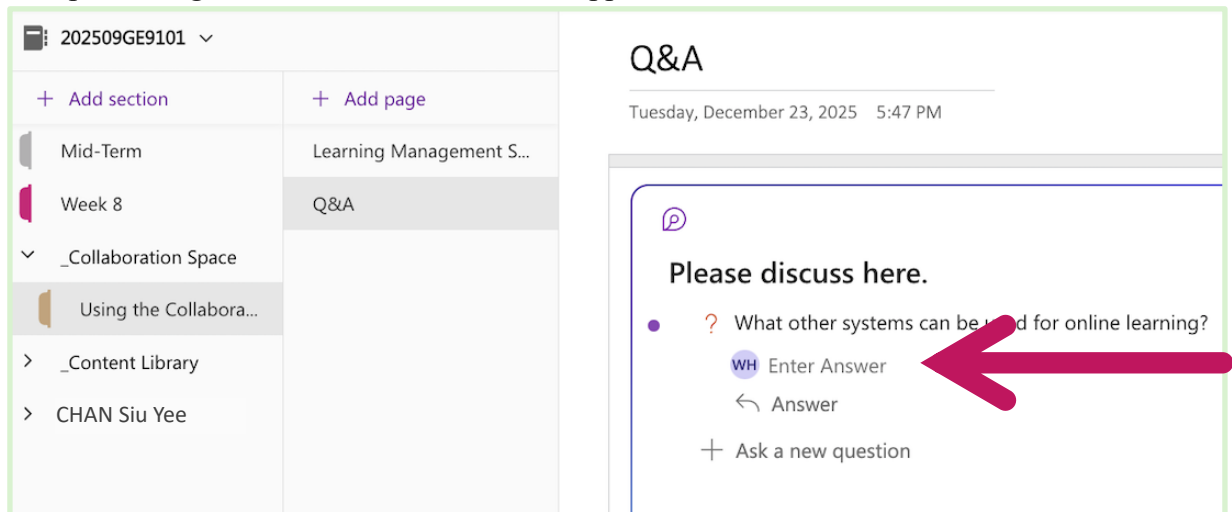 202509GE9101
+ Add section
Mid-Term
Week 8
_Collaboration Space
Using the Collabora...
_Content Library
CHAN Siu Yee
+ Add page
Learning Management S...
Q&A
Q&A
Tuesday, December 23, 2025 5:47 PM
Please discuss here.
? What other systems can be used for online learning?
WH Enter Answer
Answer
+ Ask a new question